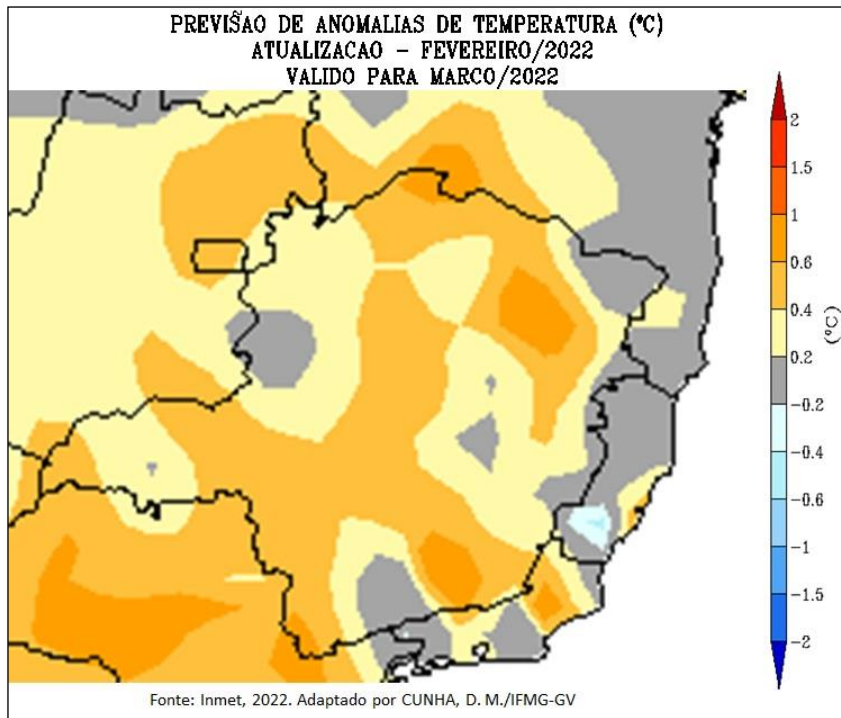 PREVISÃO DE ANOMALIAS DE TEMPERATURA (°C)
ATUALIZACAO – FEVEREIRO/2022
VALIDO PARA MARCO/2022
2
1.5
1
0.6
0.4
0.2
-0.2
-0.4
-0.6
-1
-1.5
-2
(°C)
Fonte: Inmet, 2022. Adaptado por CUNHA, D. M./IFMG-GV